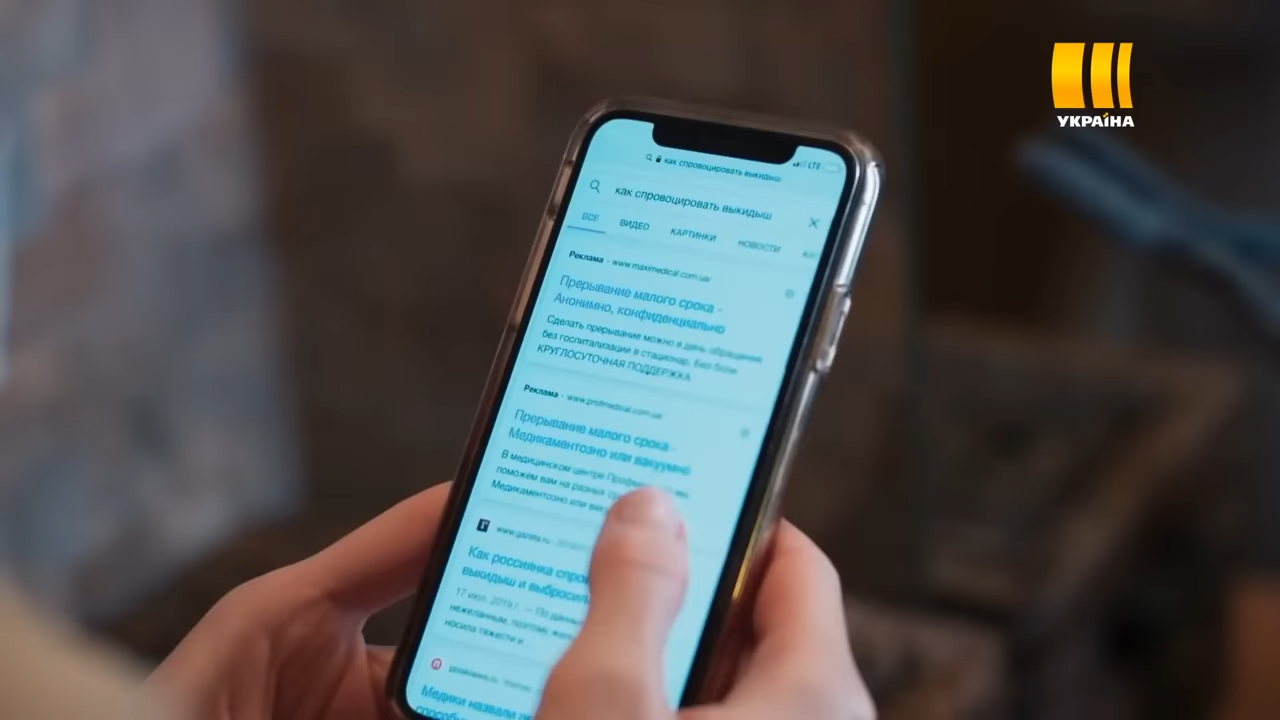 УКРАЇНА
LTE
как спровоцировать выкидыш
как спровоцировать выкидыш
ВСЕ ВИДЕО КАРТИНКИ НОВОСТИ
Реклама · www.maximedical.com.ua/
Прерывание малого срока -
Анонимно, конфиденциально
Сделать прерывание можно в день обращения
без госпитализации в стационар. Без боли
КРУГЛОСУТОЧНАЯ ПОДДЕРЖКА
Реклама · www.profmedical.com.ua/
Прерывание малого срока -
Медикаментозно или вакуумно
В медицинском центре
поможем вам на разных
Медикаментозно или
www.gazeta.ru
Как россиянка
выкидыш и
17 июл. 2019 г. — По
нежеланным, поэтому
носила тяжести и
Медики назвали